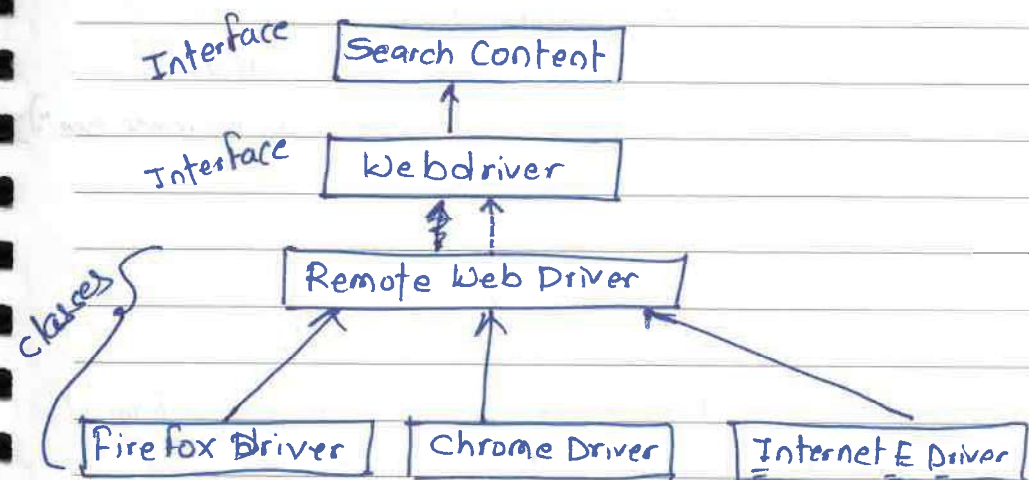 Interface
Search Content
Interface
Webdriver
Remote Web Driver
classes
Firefox Driver
Chrome Driver
Internet E Driver